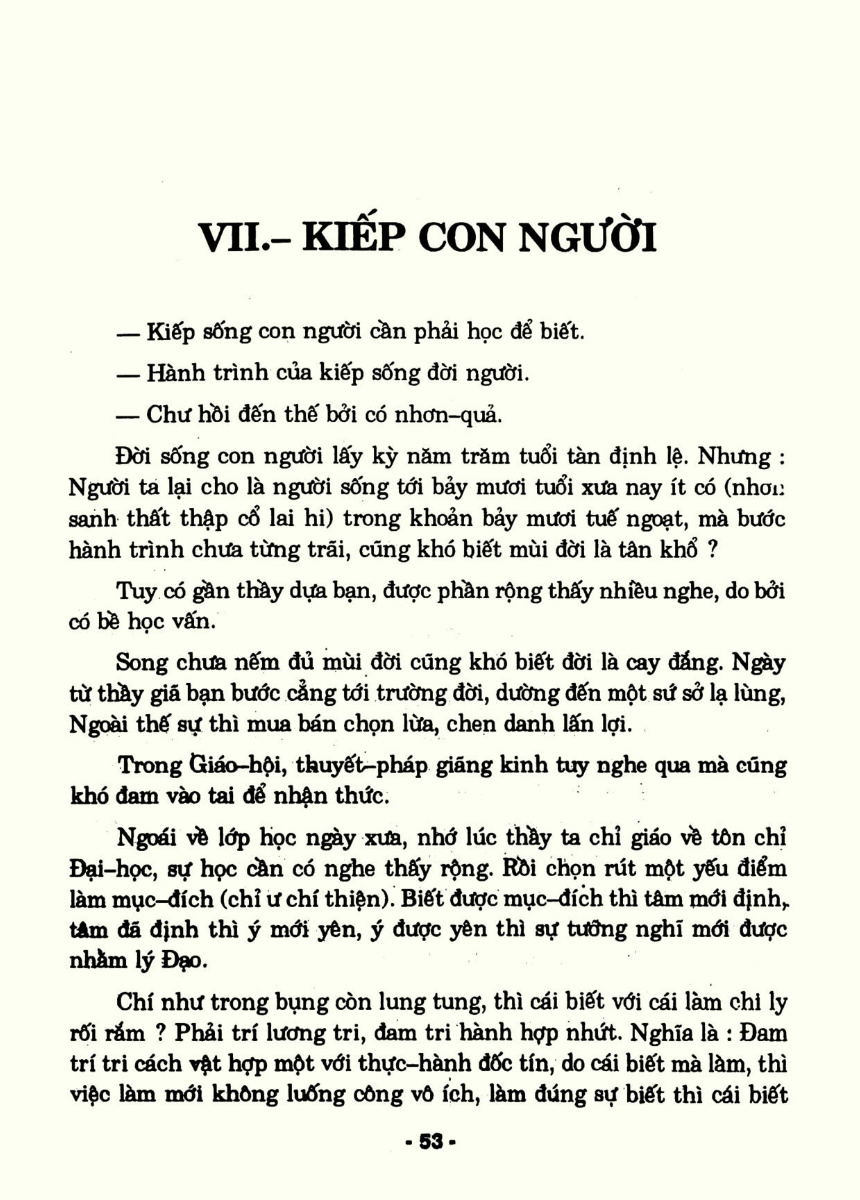 VII.– KIẾP CON NGƯỜI
— Kiếp sống con người cần phải học để biết.
— Hành trình của kiếp sống đời người.
— Chư hồi đến thế bởi có nhơn–quả.
Đời sống con người lấy kỳ năm trăm tuổi tàn định lệ. Nhưng :
Người ta lại cho là người sống tới bảy mươi tuổi xưa nay ít có (nhơn
sanh thất thập cổ lai hi) trong khoản bảy mươi tuế ngoạt, mà bước
hành trình chưa từng trãi, cũng khó biết mùi đời là tân khổ ?
Tuy có gần thầy dựa bạn, được phần rộng thấy nhiều nghe, do bởi
có bề học vấn.
Song chưa nếm đủ mùi đời cũng khó biết đời là cay đắng. Ngày
từ thầy giã bạn bước cẳng tới trường đời, dường đến một sứ sở lạ lùng,
Ngoài thế sự thì mua bán chọn lừa, chen danh lấn lợi.
Trong Giáo–hội, thuyết–pháp giãng kinh tuy nghe qua mà cũng
khó đam vào tai để nhận thức.
Ngoái về lớp học ngày xưa, nhớ lúc thầy ta chỉ giáo về tôn chỉ
Đại–học, sự học cần có nghe thấy rộng. Rồi chọn rút một yếu điểm
làm mục–đích (chỉ ư chí thiện). Biết được mục–đích thì tâm mới định,
tâm đã định thì ý mới yên, ý được yên thì sự tưỡng nghĩ mới được
nhằm lý Đạo.
Chí như trong bụng còn lung tung, thì cái biết với cái làm chi ly
rối rắm ? Phải trí lương tri, đam tri hành hợp nhứt. Nghĩa là : Đam
trí tri cách vật hợp một với thực–hành đốc tín, do cái biết mà làm, thì
việc làm mới không luống công vô ích, làm đúng sự biết thì cái biết
- 53 -